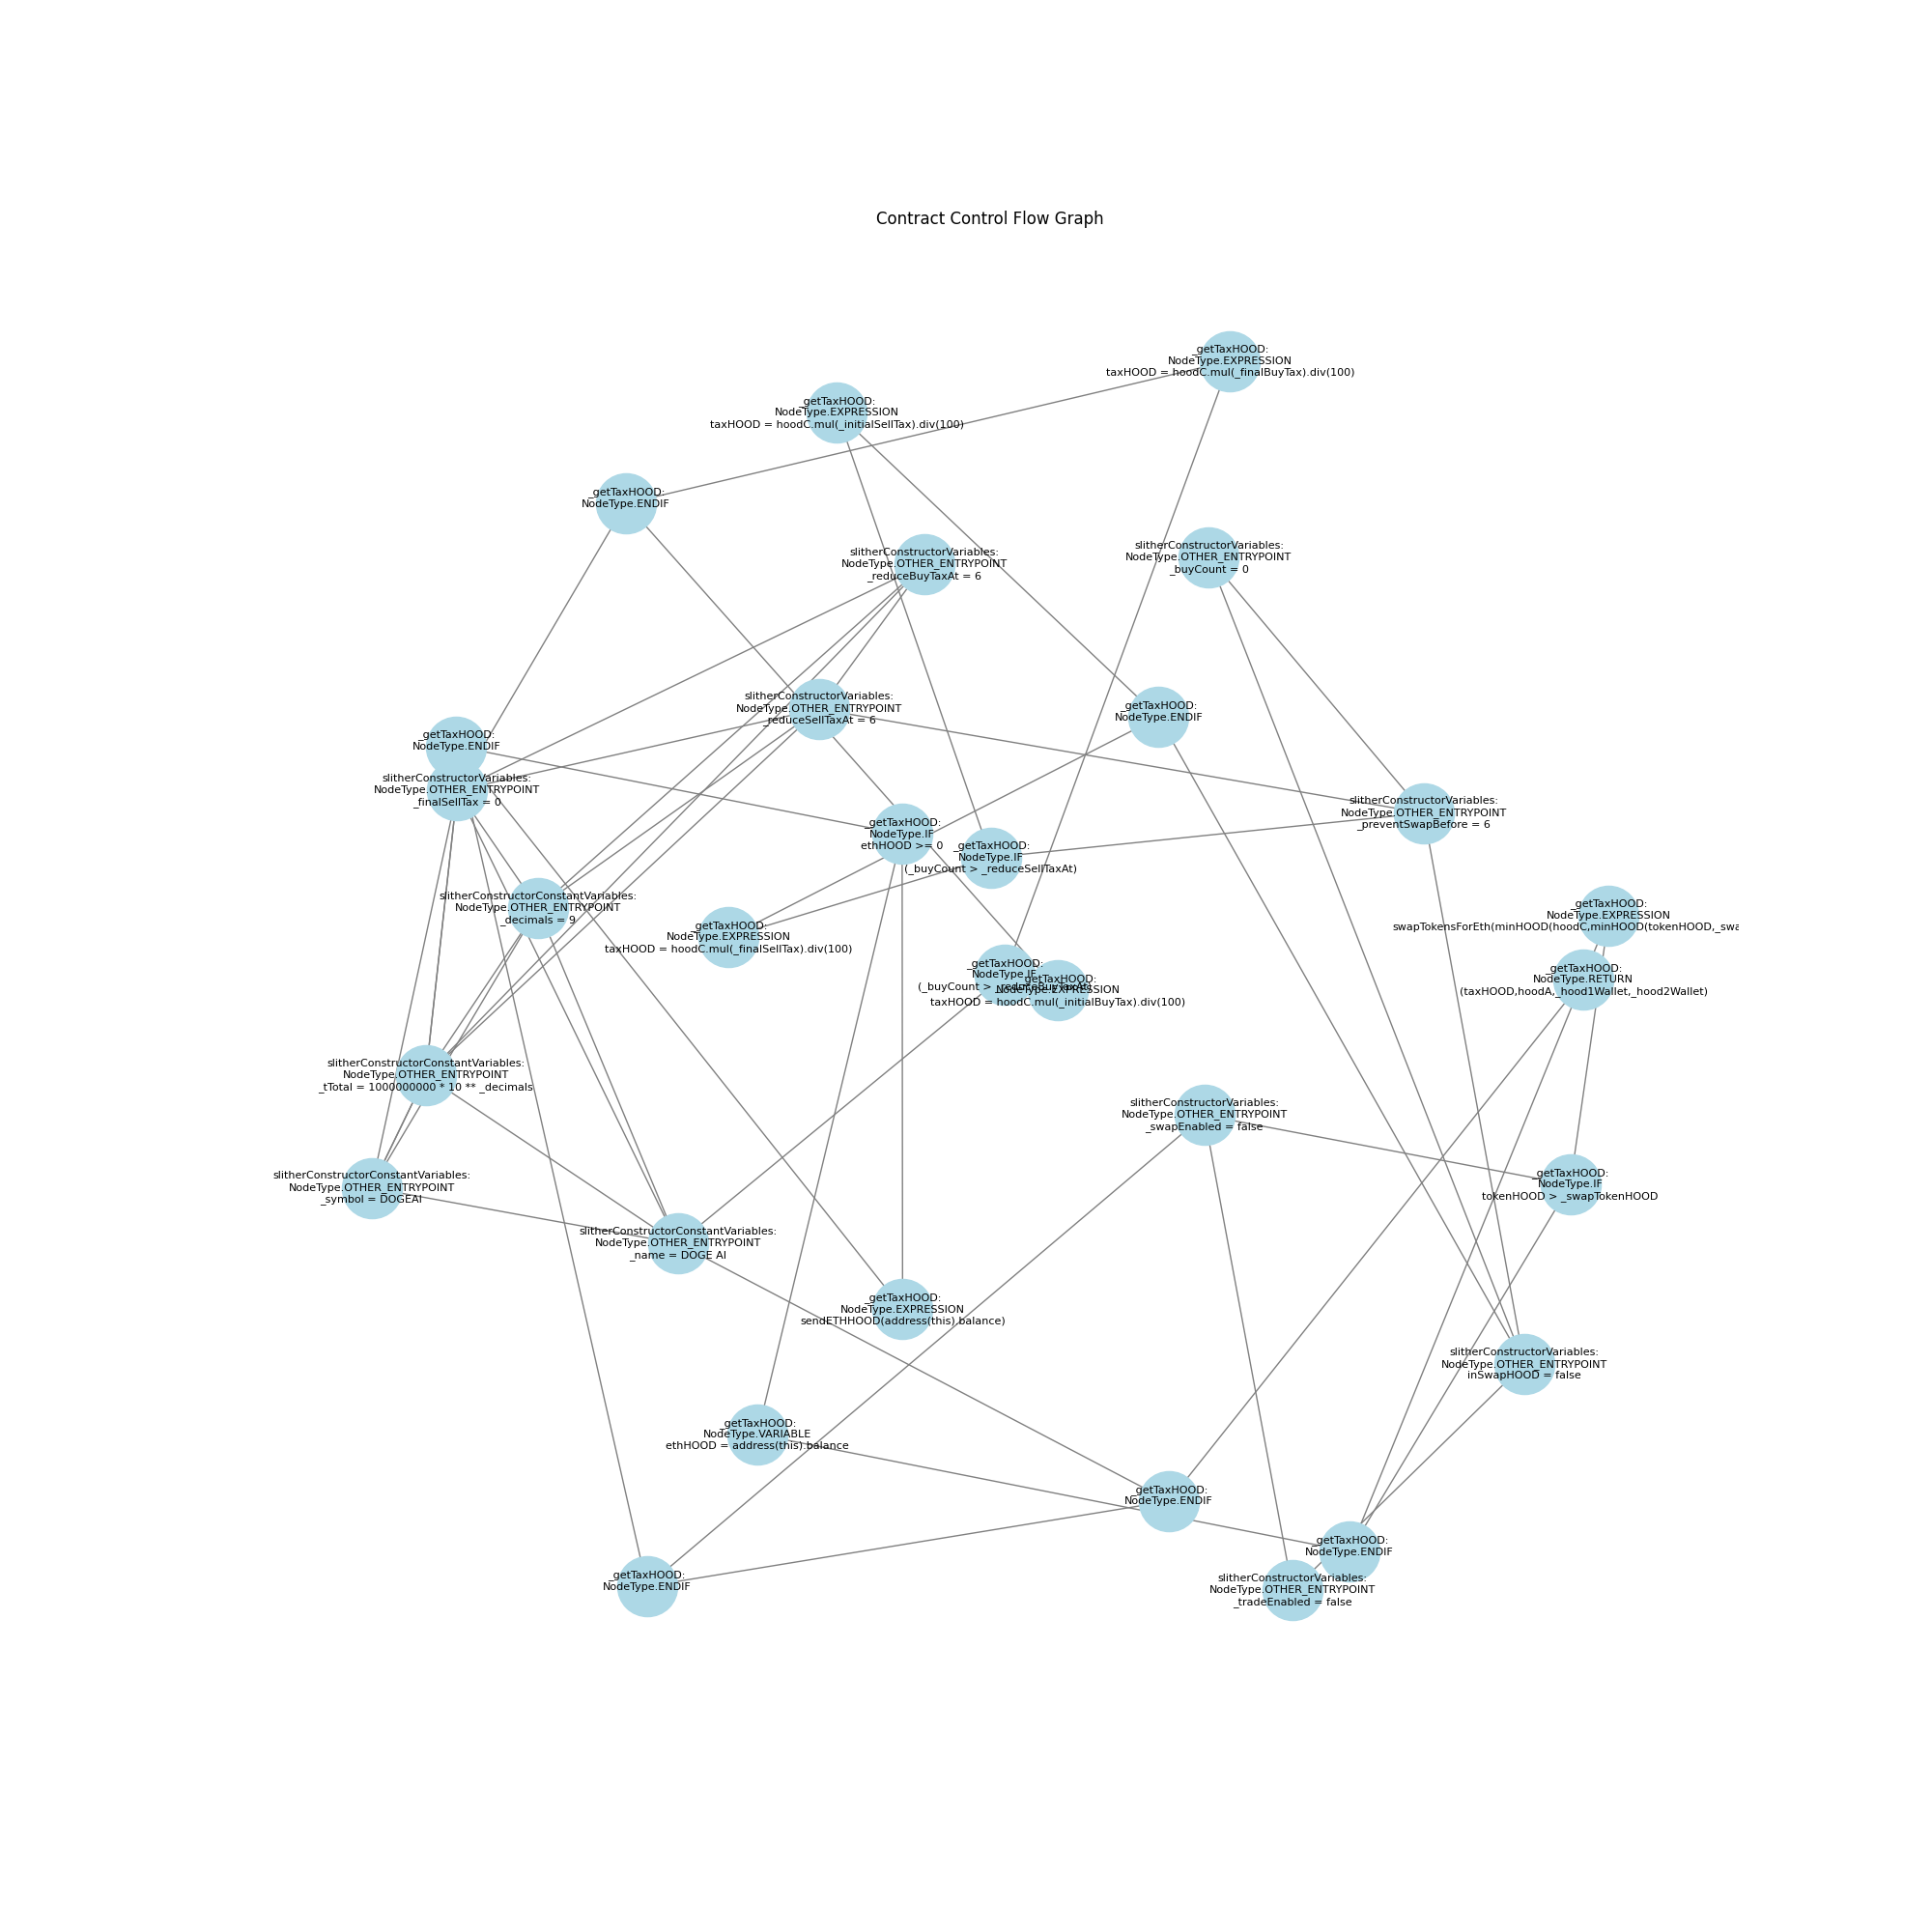 Contract Control Flow Graph
_getTaxHOOD:
NodeType.EXPRESSION
taxHOOD = hoodC.mul(_finalBuyTax).div(100)
_getTaxHOOD:
NodeType.EXPRESSION
taxHOOD = hoodC.mul(_initialSellTax).div(100)
_getTaxHOOD:
NodeType.ENDIF
slitherConstructorVariables:
NodeType.OTHER_ENTRYPOINT
_reduceBuyTaxAt = 6
slitherConstructorVariables:
NodeType.OTHER_ENTRYPOINT
_buyCount = 0
slitherConstructorVariables:
NodeType.OTHER_ENTRYPOINT
_reduceSellTaxAt = 6
_getTaxHOOD:
NodeType.ENDIF
_getTaxHOOD:
NodeType.ENDIF
slitherConstructorVariables:
NodeType.OTHER_ENTRYPOINT
_finalSellTax = 0
slitherConstructorVariables:
NodeType.OTHER_ENTRYPOINT
_preventSwapBefore = 6
_getTaxHOOD:
NodeType.IF
ethHOOD >= 0
_getTaxHOOD:
NodeType.IF
(_buyCount > _reduceSellTaxAt)
slitherConstructorConstantVariables:
NodeType.OTHER_ENTRYPOINT
_decimals = 9
_getTaxHOOD:
NodeType.EXPRESSION
taxHOOD = hoodC.mul(_finalSellTax).div(100)
_getTaxHOOD:
NodeType.EXPRESSION
swapTokensForEth(minHOOD(hoodC,minHOOD(tokenHOOD,_swa
_getTaxHOOD:
NodeType.IF
(_buyCount > _reduceBuyTaxAt)
_getTaxHOOD:
NodeType.EXPRESSION
taxHOOD = hoodC.mul(_initialBuyTax).div(100)
_getTaxHOOD:
NodeType.RETURN
(taxHOOD,hoodA,_hood1Wallet,_hood2Wallet)
slitherConstructorConstantVariables:
NodeType.OTHER_ENTRYPOINT
_tTotal = 1000000000 * 10 ** _decimals
slitherConstructorVariables:
NodeType.OTHER_ENTRYPOINT
_swapEnabled = false
slitherConstructorConstantVariables:
NodeType.OTHER_ENTRYPOINT
_symbol = DOGEAI
_getTaxHOOD:
NodeType.IF
tokenHOOD > _swapTokenHOOD
slitherConstructorConstantVariables:
NodeType.OTHER_ENTRYPOINT
_name = DOGE AI
_getTaxHOOD:
NodeType.EXPRESSION
sendETHHOOD(address(this).balance)
slitherConstructorVariables:
NodeType.OTHER_ENTRYPOINT
inSwapHOOD = false
_getTaxHOOD:
NodeType.VARIABLE
ethHOOD = address(this).balance
_getTaxHOOD:
NodeType.ENDIF
_getTaxHOOD:
NodeType.ENDIF
_getTaxHOOD:
NodeType.ENDIF
slitherConstructorVariables:
NodeType.OTHER_ENTRYPOINT
_tradeEnabled = false